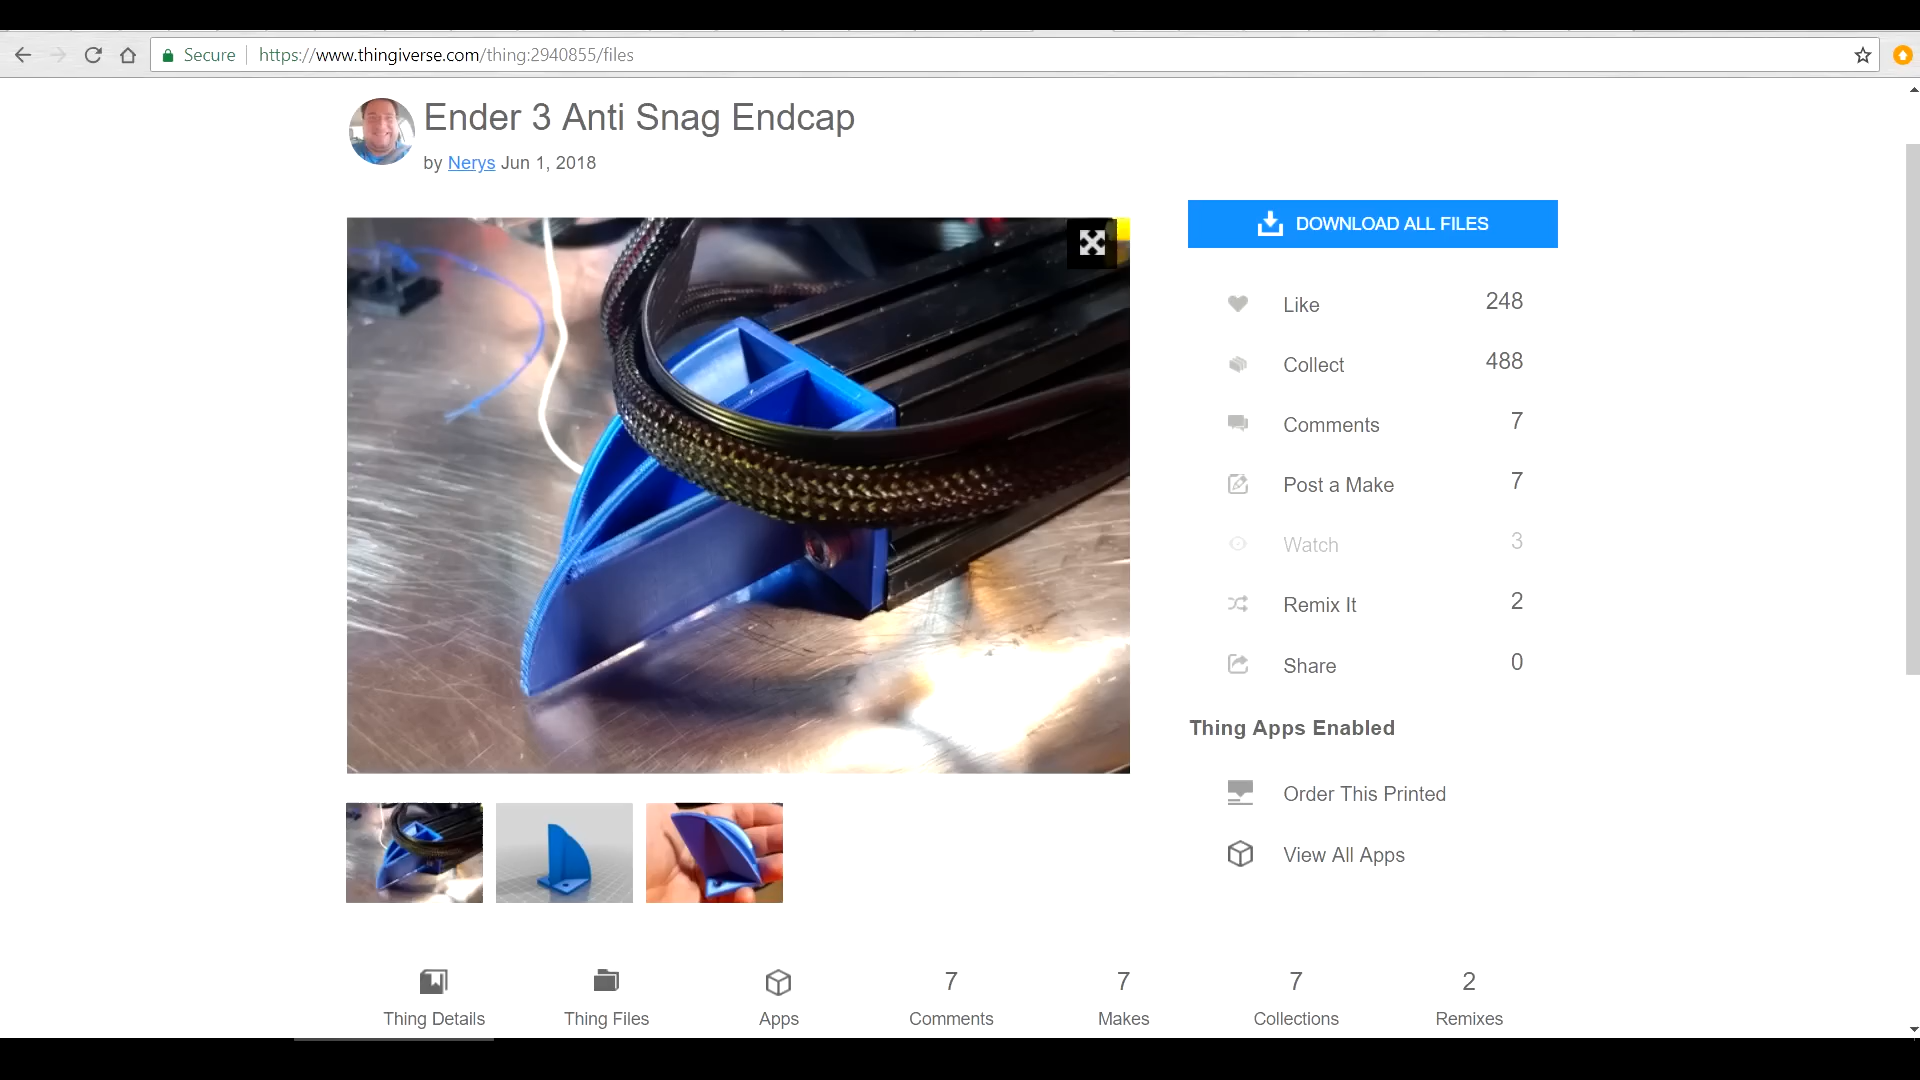 Secure https://www.thingiverse.com/thing:2940855/files
Ender 3 Anti Snag Endcap
by Nerys Jun 1, 2018
DOWNLOAD ALL FILES
Like 248
Collect 488
Comments 7
Post a Make 7
Watch 3
Remix It 2
Share 0
Thing Apps Enabled
Order This Printed
View All Apps
7 7 7 2
Thing Details Thing Files Apps Comments Makes Collections Remixes